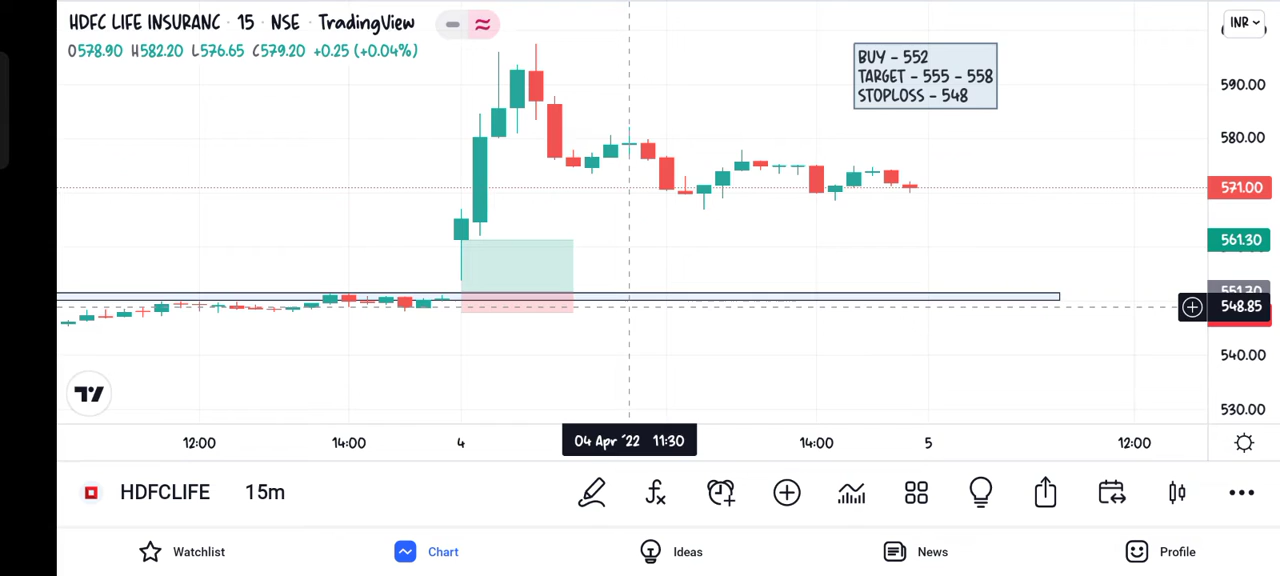 HDFC LIFE INSURANC · 15 · NSE · TradingView
O578.90 H582.20 L576.65 C579.20 +0.25 (+0.04%)
INR
BUY - 552
TARGET - 555 - 558
STOPLOSS - 548
590.00
580.00
571.00
561.30
551.30
548.85
540.00
530.00
12:00 14:00 4 04 Apr '22 11:30 14:00 5 12:00
HDFCLIFE 15m
Watchlist Chart Ideas News Profile